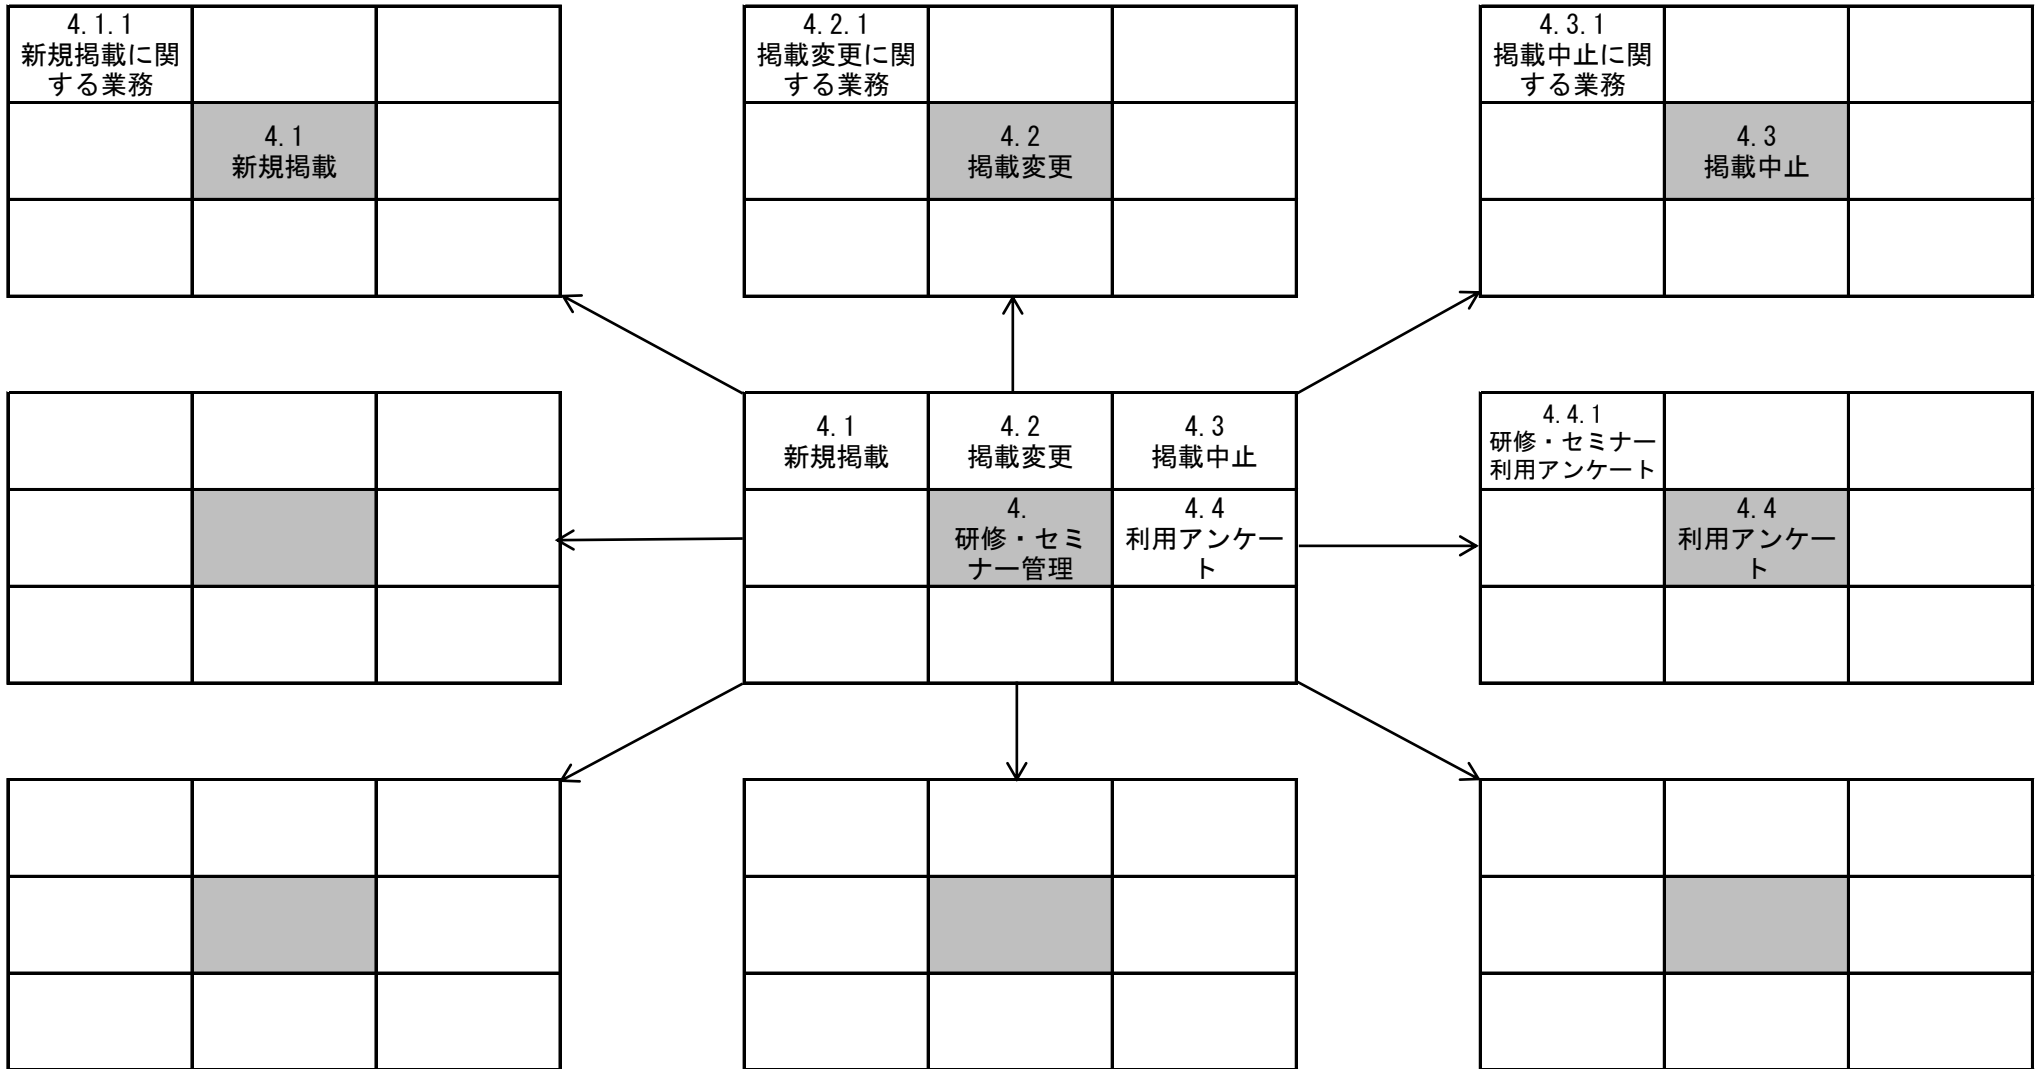 4.1.1
新規掲載に関
する業務
4.1
新規掲載
4.2.1
掲載変更に関
する業務
4.2
掲載変更
4.3.1
掲載中止に関
する業務
4.3
掲載中止
4.1
新規掲載
4.2
掲載変更
4.3
掲載中止
4.
研修・セミ
ナー管理
4.4
利用アンケー
ト
4.4.1
研修・セミナー
利用アンケート
4.4
利用アンケー
ト